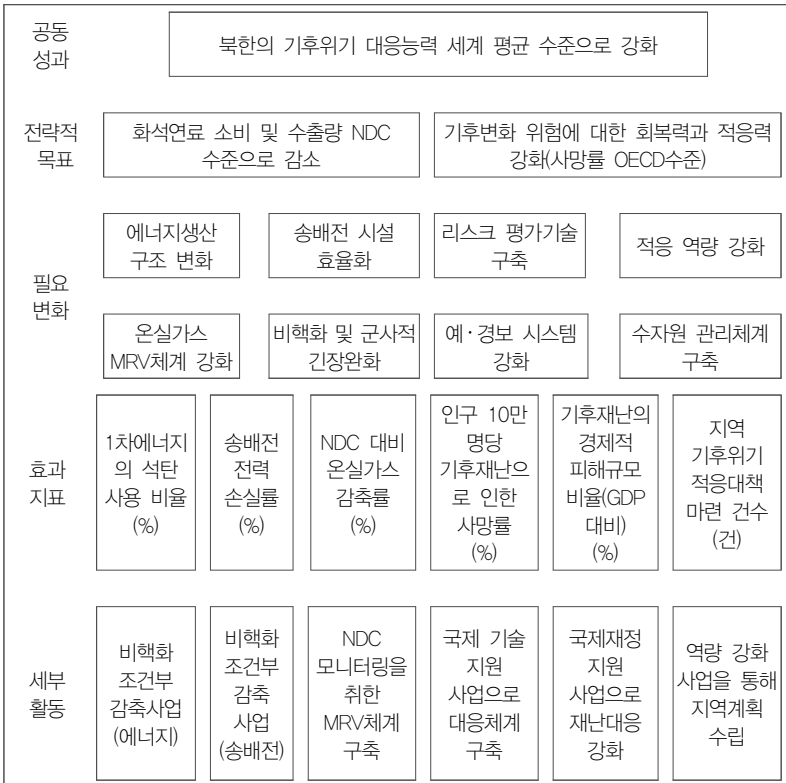 공동
성과
북한의 기후위기 대응능력 세계 평균 수준으로 강화
전략적
목표
화석연료 소비 및 수출량 NDC
수준으로 감소
기후변화 위험에 대한 회복력과 적응력
강화(사망률 OECD수준)
필요
변화
에너지생산
구조 변화
송배전 시설
효율화
리스크 평가기술
구축
적응 역량 강화
온실가스
MRV체계 강화
비핵화 및 군사적
긴장완화
예·경보 시스템
강화
수자원 관리체계
구축
효과
지표
1차에너지
의 석탄
사용 비율
(%)
송배전
전력
손실률
(%)
NDC 대비
온실가스
감축률
(%)
인구 10만
명당
기후재난으
로 인한
사망률
(%)
기후재난의
경제적
피해규모
비율(GDP
대비)
(%)
지역
기후위기
적응대책
마련 건수
(건)
세부
활동
비핵화
조건부
감축사업
(에너지)
비핵화
조건부
감축
사업
(송배전)
NDC
모니터링을
취한
MRV체계
구축
국제 기술
지원
사업으로
대응체계
구축
국제재정
지원
사업으로
재난대응
강화
역량 강화
사업을 통해
지역계획
수립